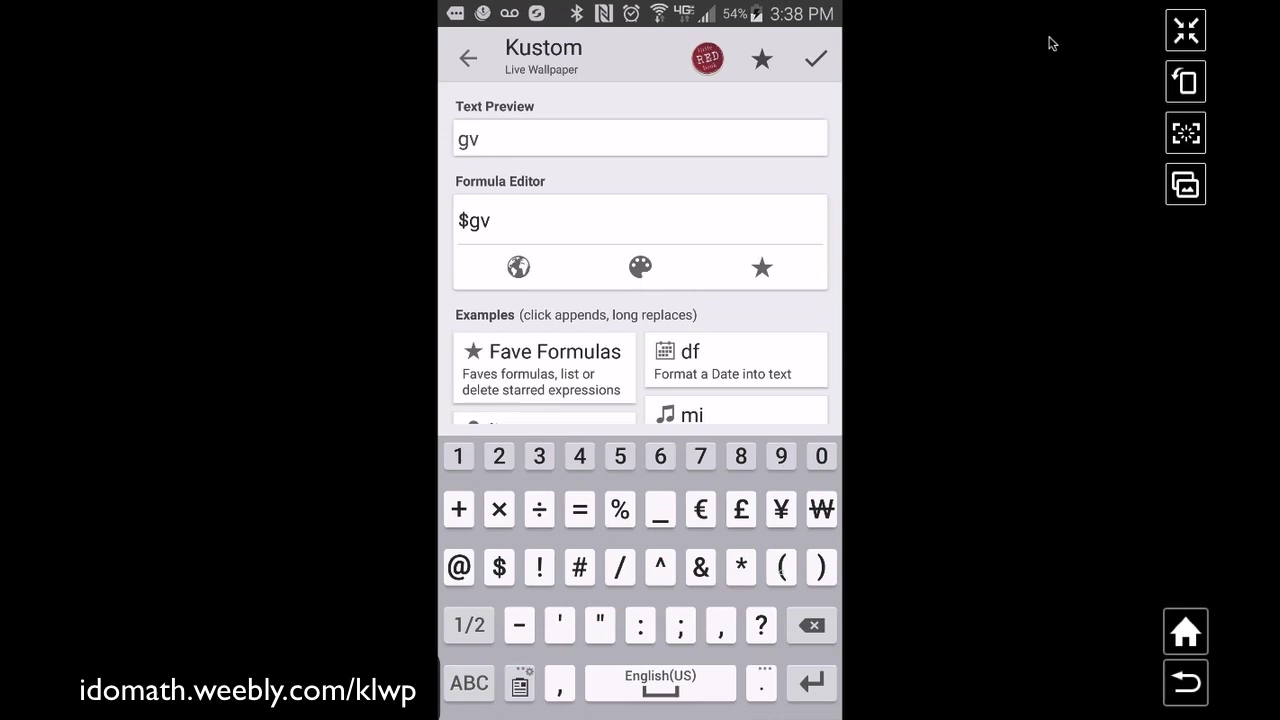 4G
54% 3:38 PM
Kustom
Live Wallpaper
RED
Text Preview
gv
Formula Editor
$gv
Examples (click appends, long replaces)
Fave Formulas
Faves formulas, list or
delete starred expressions
df
Format a Date into text
mi
1 2 3 4 5 6 7 8 9 0
+ × ÷ = % _ € £ ¥ ₩
@ $ ! # / ^ & * ( )
1/2 - ' " : ; , ?
ABC , English(US) .
idomath.weebly.com/klwp